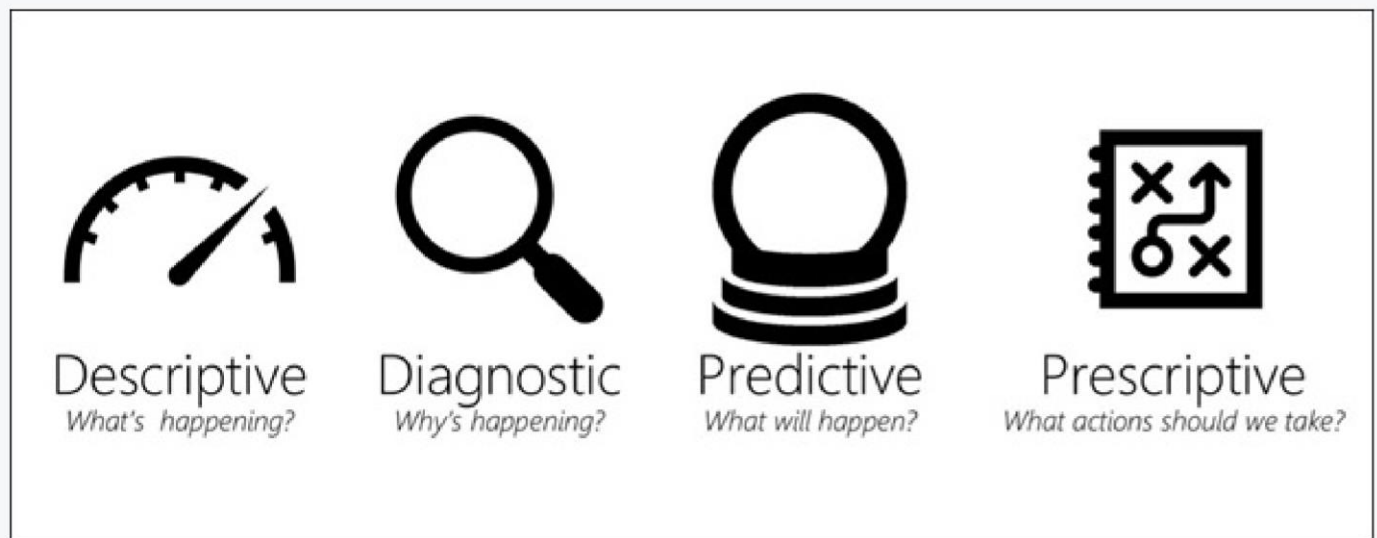 Descriptive
What's happening?
Diagnostic
Why's happening?
Predictive
What will happen?
Prescriptive
What actions should we take?